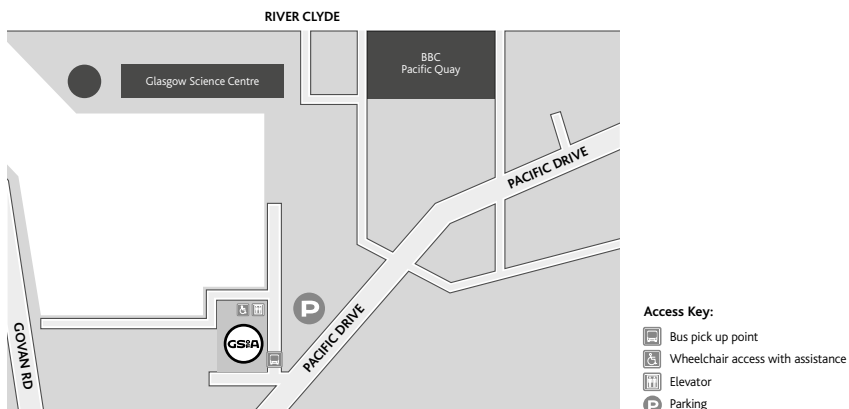 RIVER CLYDE
BBC
Pacific Quay
Glasgow Science Centre
PACIFIC DRIVE
P
PACIFIC DRIVE
GOVAN RD
GS&A
Access Key:
Bus pick up point
Wheelchair access with assistance
Elevator
P Parking